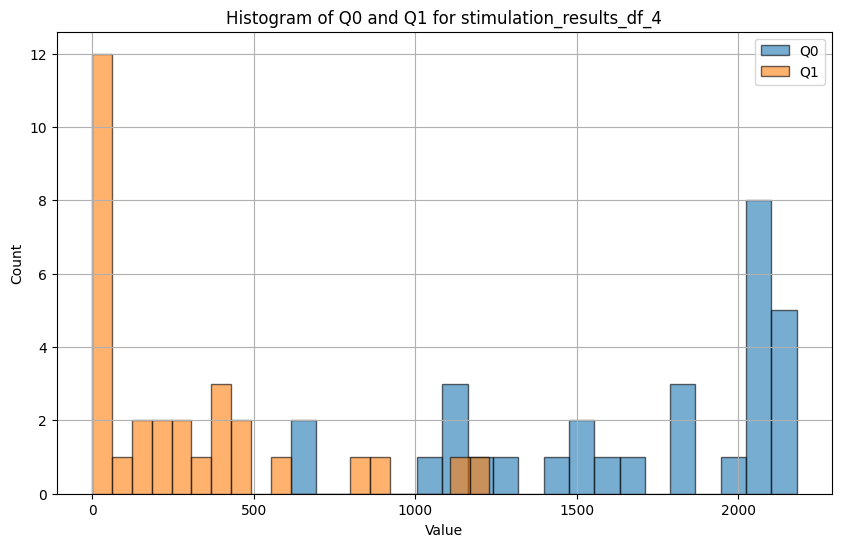 Histogram of Q0 and Q1 for stimulation_results_df_4
Q0
Q1
12
10
8
6
4
2
0
Count
0 500 1000 1500 2000
Value